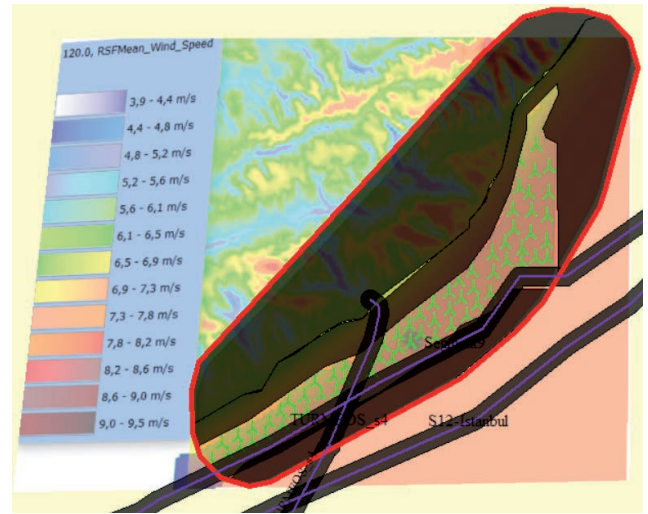 120.0, RSFMean_Wind_Speed
3,9 - 4,4 m/s
4,4 - 4,8 m/s
4,8 - 5,2 m/s
5,2 - 5,6 m/s
5,6 - 6,1 m/s
6,1 - 6,5 m/s
6,5 - 6,9 m/s
6,9 - 7,3 m/s
7,3 - 7,8 m/s
7,8 - 8,2 m/s
8,2 - 8,6 m/s
8,6 - 9,0 m/s
9,0 - 9,5 m/s
S12-İstanbul